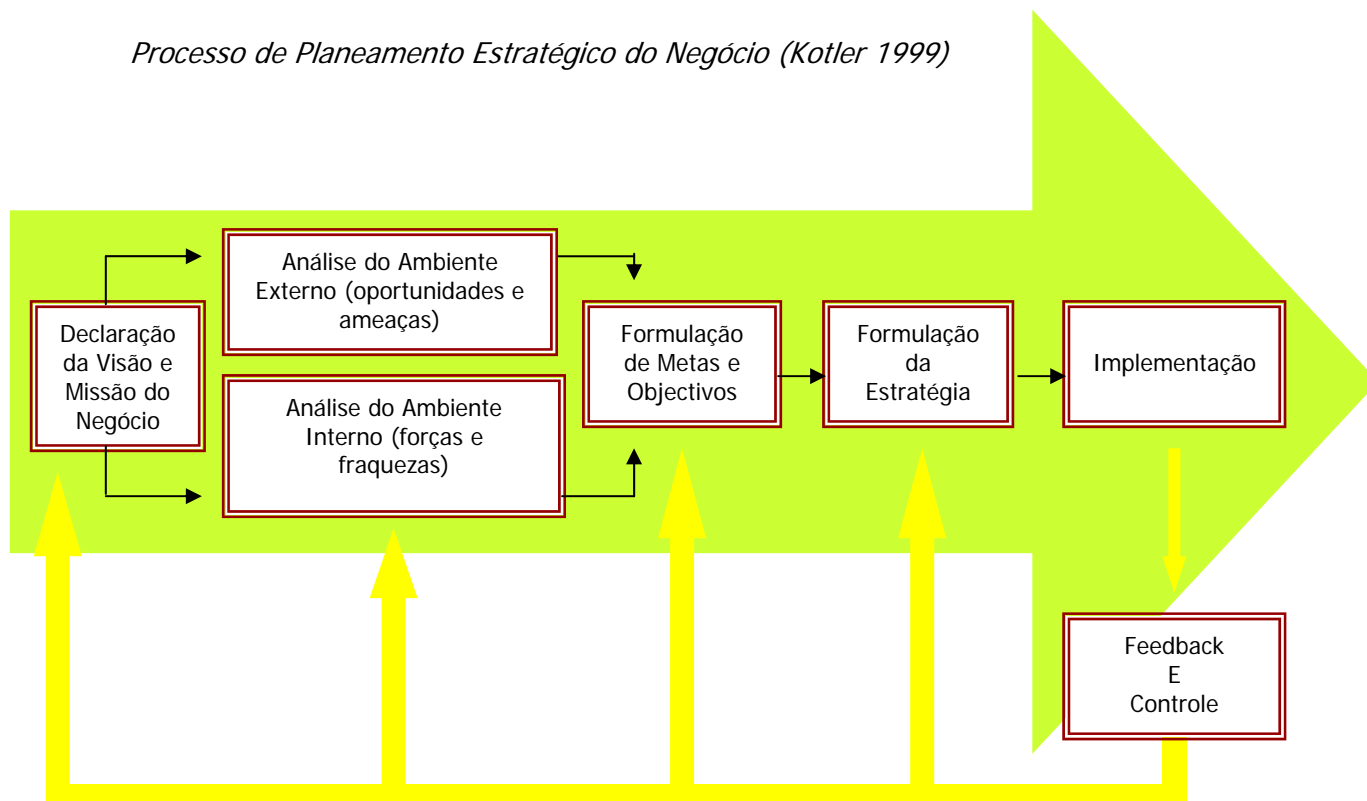 Processo de Planeamento Estratégico do Negócio (Kotler 1999)
Declaração
da Visão e
Missão do
Negócio
Análise do Ambiente
Externo (oportunidades e
ameaças)
Análise do Ambiente
Interno (forças e
fraquezas)
Formulação
de Metas e
Objectivos
Formulação
da
Estratégia
Implementação
Feedback
E
Controle